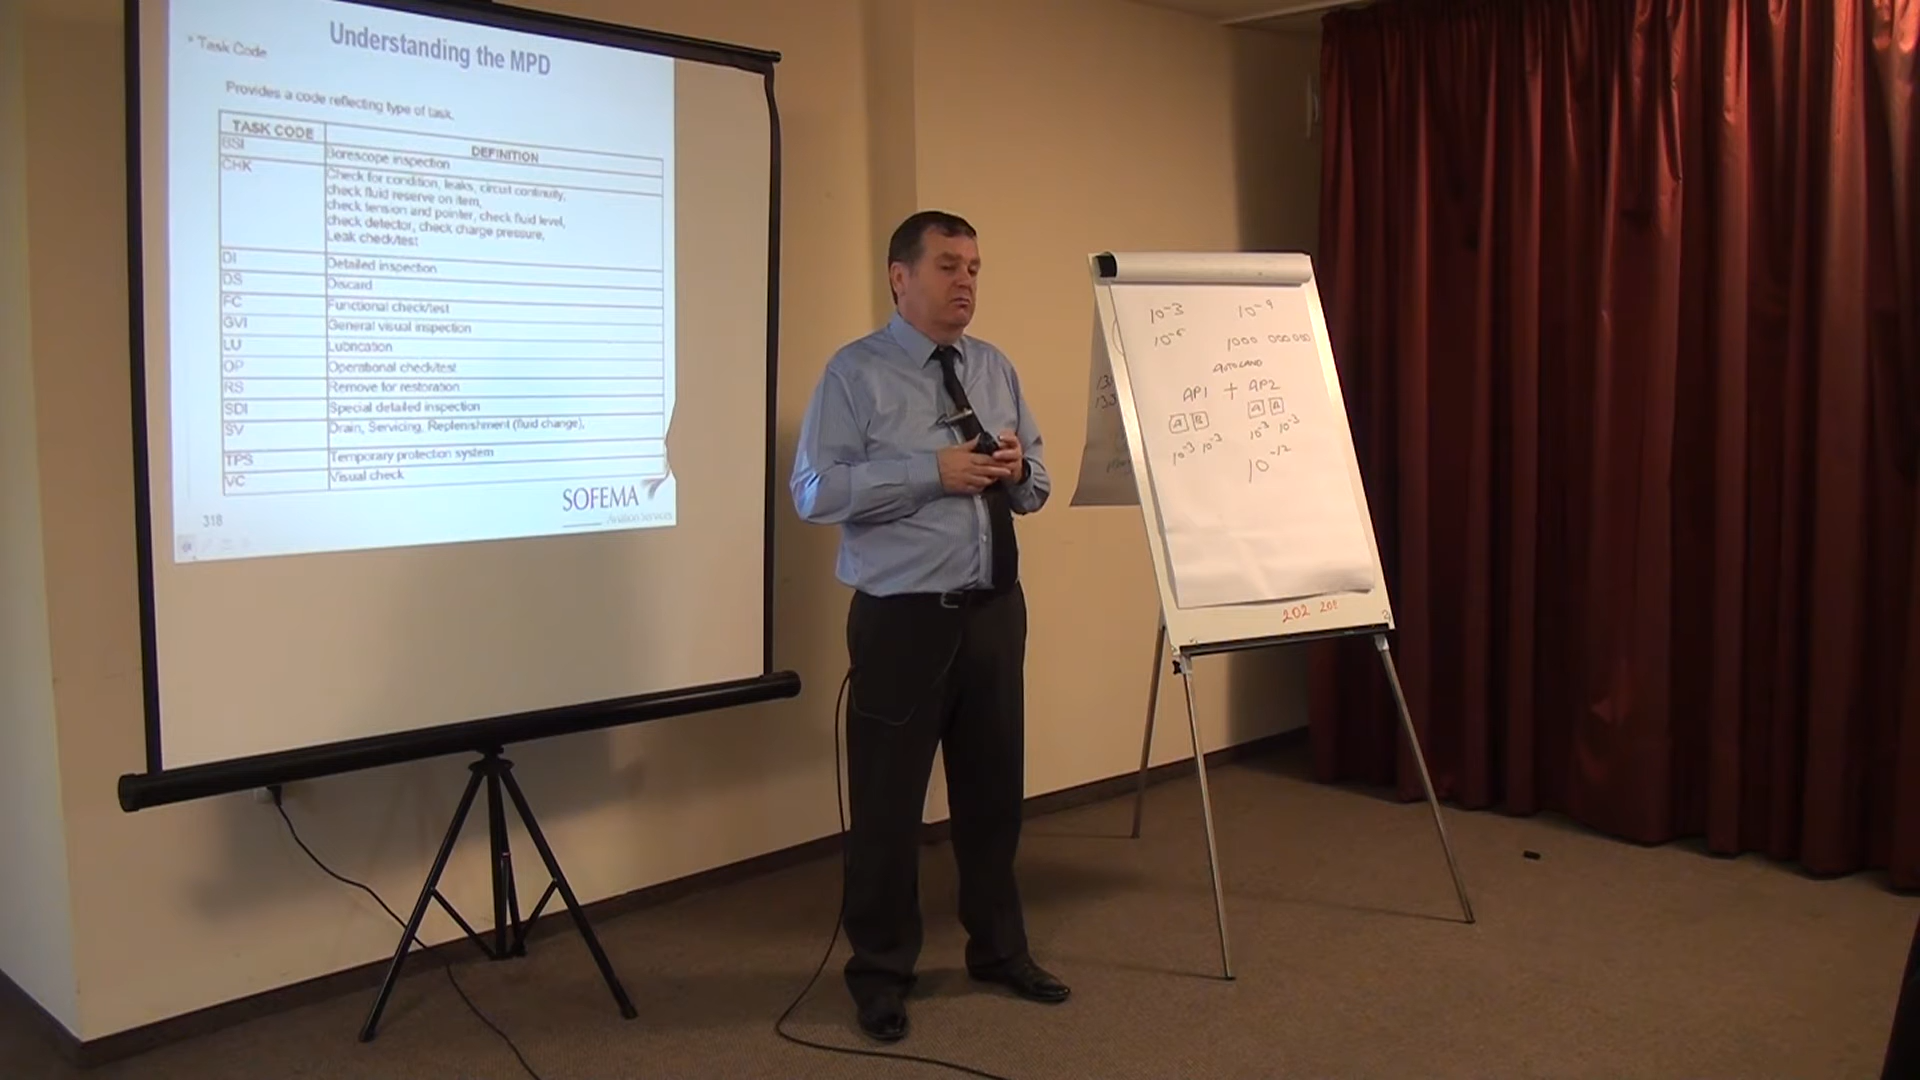 Understanding the MPD
* Task Code
Provides a code reflecting type of task.
TASK CODE DEFINITION
BSI Borescope inspection
CHK Check for condition, leaks, circuit continuity,
check fluid reserve on item,
check tension and pointer, check fluid level,
check detector, check charge pressure,
Leak check/test
DI Detailed inspection
DS Discard
FC Functional check/test
GVI General visual inspection
LU Lubrication
OP Operational check/test
RS Remove for restoration
SDI Special detailed inspection
SV Drain, Servicing, Replenishment (fluid change),
TPS Temporary protection system
VC Visual check
318
SOFEMA
Aviation Services
10⁻³ 10⁻⁹
10⁻⁶ 1000 000 000
AUTOLAND
AP1 + AP2
A B A B
10⁻³ 10⁻³ 10⁻³ 10⁻³
10⁻¹²
202